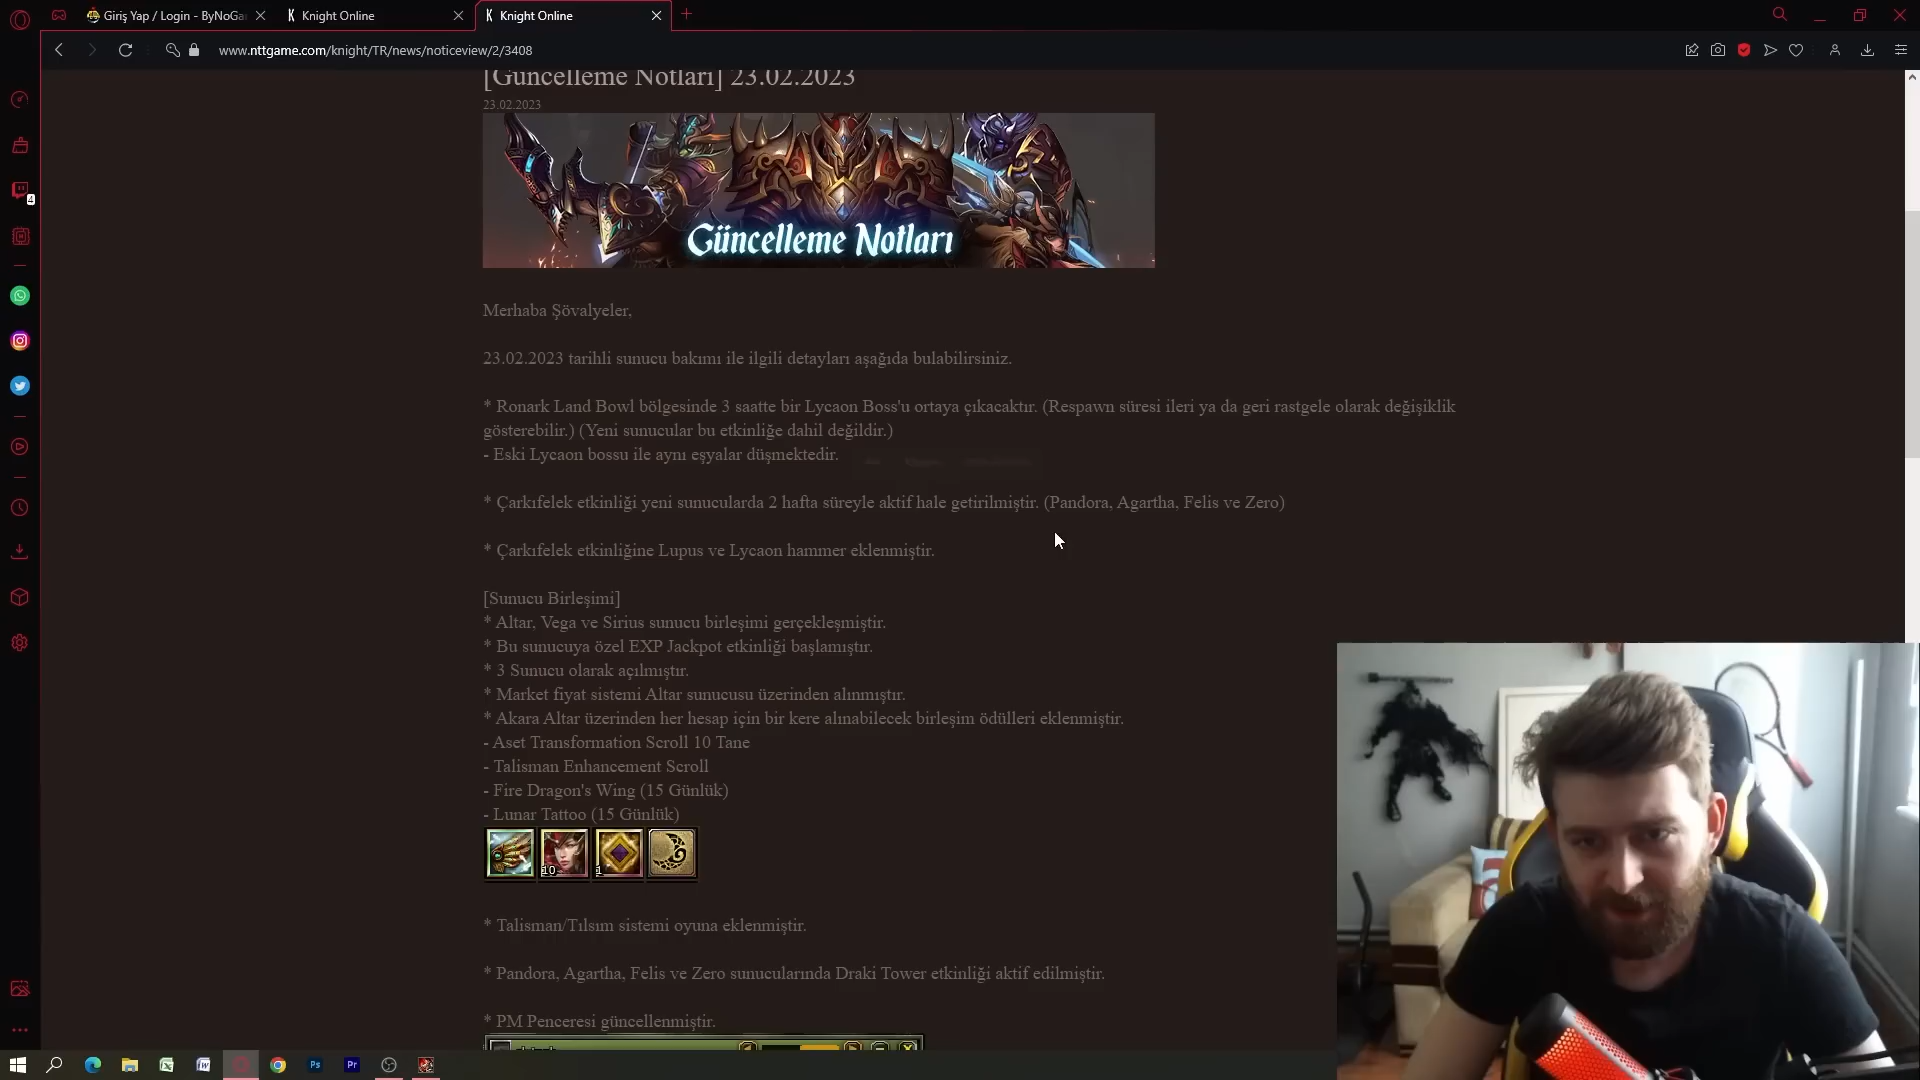 Giriş Yap / Login - ByNoGa
Knight Online
Knight Online
www.nttgame.com/knight/TR/news/noticeview/2/3408
[Güncelleme Notları] 23.02.2023
23.02.2023
Güncelleme Notları
Merhaba Şövalyeler,
23.02.2023 tarihli sunucu bakımı ile ilgili detayları aşağıda bulabilirsiniz.
* Ronark Land Bowl bölgesinde 3 saatte bir Lycaon Boss'u ortaya çıkacaktır. (Respawn süresi ileri ya da geri rastgele olarak değişiklik
gösterebilir.) (Yeni sunucular bu etkinliğe dahil değildir.)
- Eski Lycaon bossu ile aynı eşyalar düşmektedir.
* Çarkıfelek etkinliği yeni sunucularda 2 hafta süreyle aktif hale getirilmiştir. (Pandora, Agartha, Felis ve Zero)
* Çarkıfelek etkinliğine Lupus ve Lycaon hammer eklenmiştir.
[Sunucu Birleşimi]
* Altar, Vega ve Sirius sunucu birleşimi gerçekleşmiştir.
* Bu sunucuya özel EXP Jackpot etkinliği başlamıştır.
* 3 Sunucu olarak açılmıştır.
* Market fiyat sistemi Altar sunucusu üzerinden alınmıştır.
* Akara Altar üzerinden her hesap için bir kere alınabilecek birleşim ödülleri eklenmiştir.
- Aset Transformation Scroll 10 Tane
- Talisman Enhancement Scroll
- Fire Dragon's Wing (15 Günlük)
- Lunar Tattoo (15 Günlük)
10 1
* Talisman/Tılsım sistemi oyuna eklenmiştir.
* Pandora, Agartha, Felis ve Zero sunucularında Draki Tower etkinliği aktif edilmiştir.
* PM Penceresi güncellenmiştir.
4
Ps
Pr